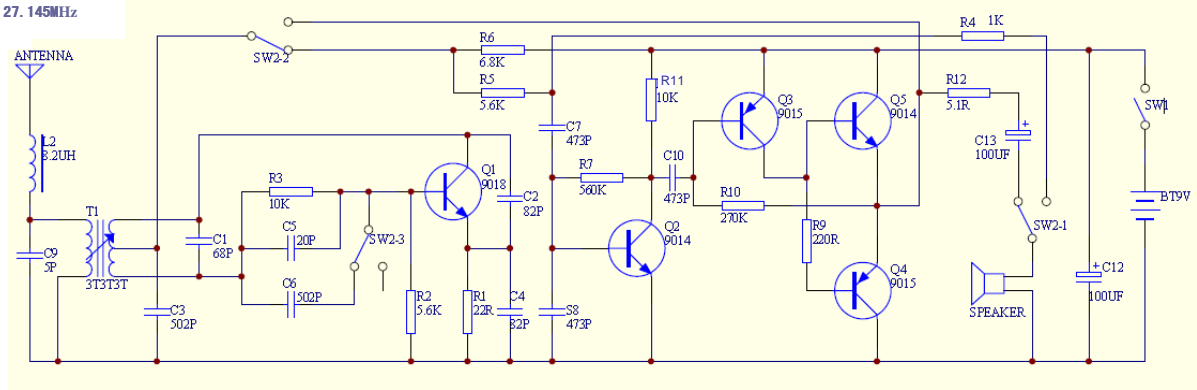 27.145MHz
ANTENNA
L2
8.2UH
T1
3T3T3T
C9
5P
C3
502P
C1
68P
SW2-2
R3
10K
C5
20P
C6
502P
SW2-3
R2
5.6K
Q1
9018
R1
22R
C2
82P
C4
82P
R6
6.8K
R5
5.6K
C7
473P
S8
473P
R7
560K
R11
10K
Q2
9014
C10
473P
Q3
9015
R10
270K
R9
220R
Q5
9014
Q4
9015
R4 1K
R12
5.1R
C13
+
100UF
SW2-1
SPEAKER
+
C12
100UF
SW1
BT9V